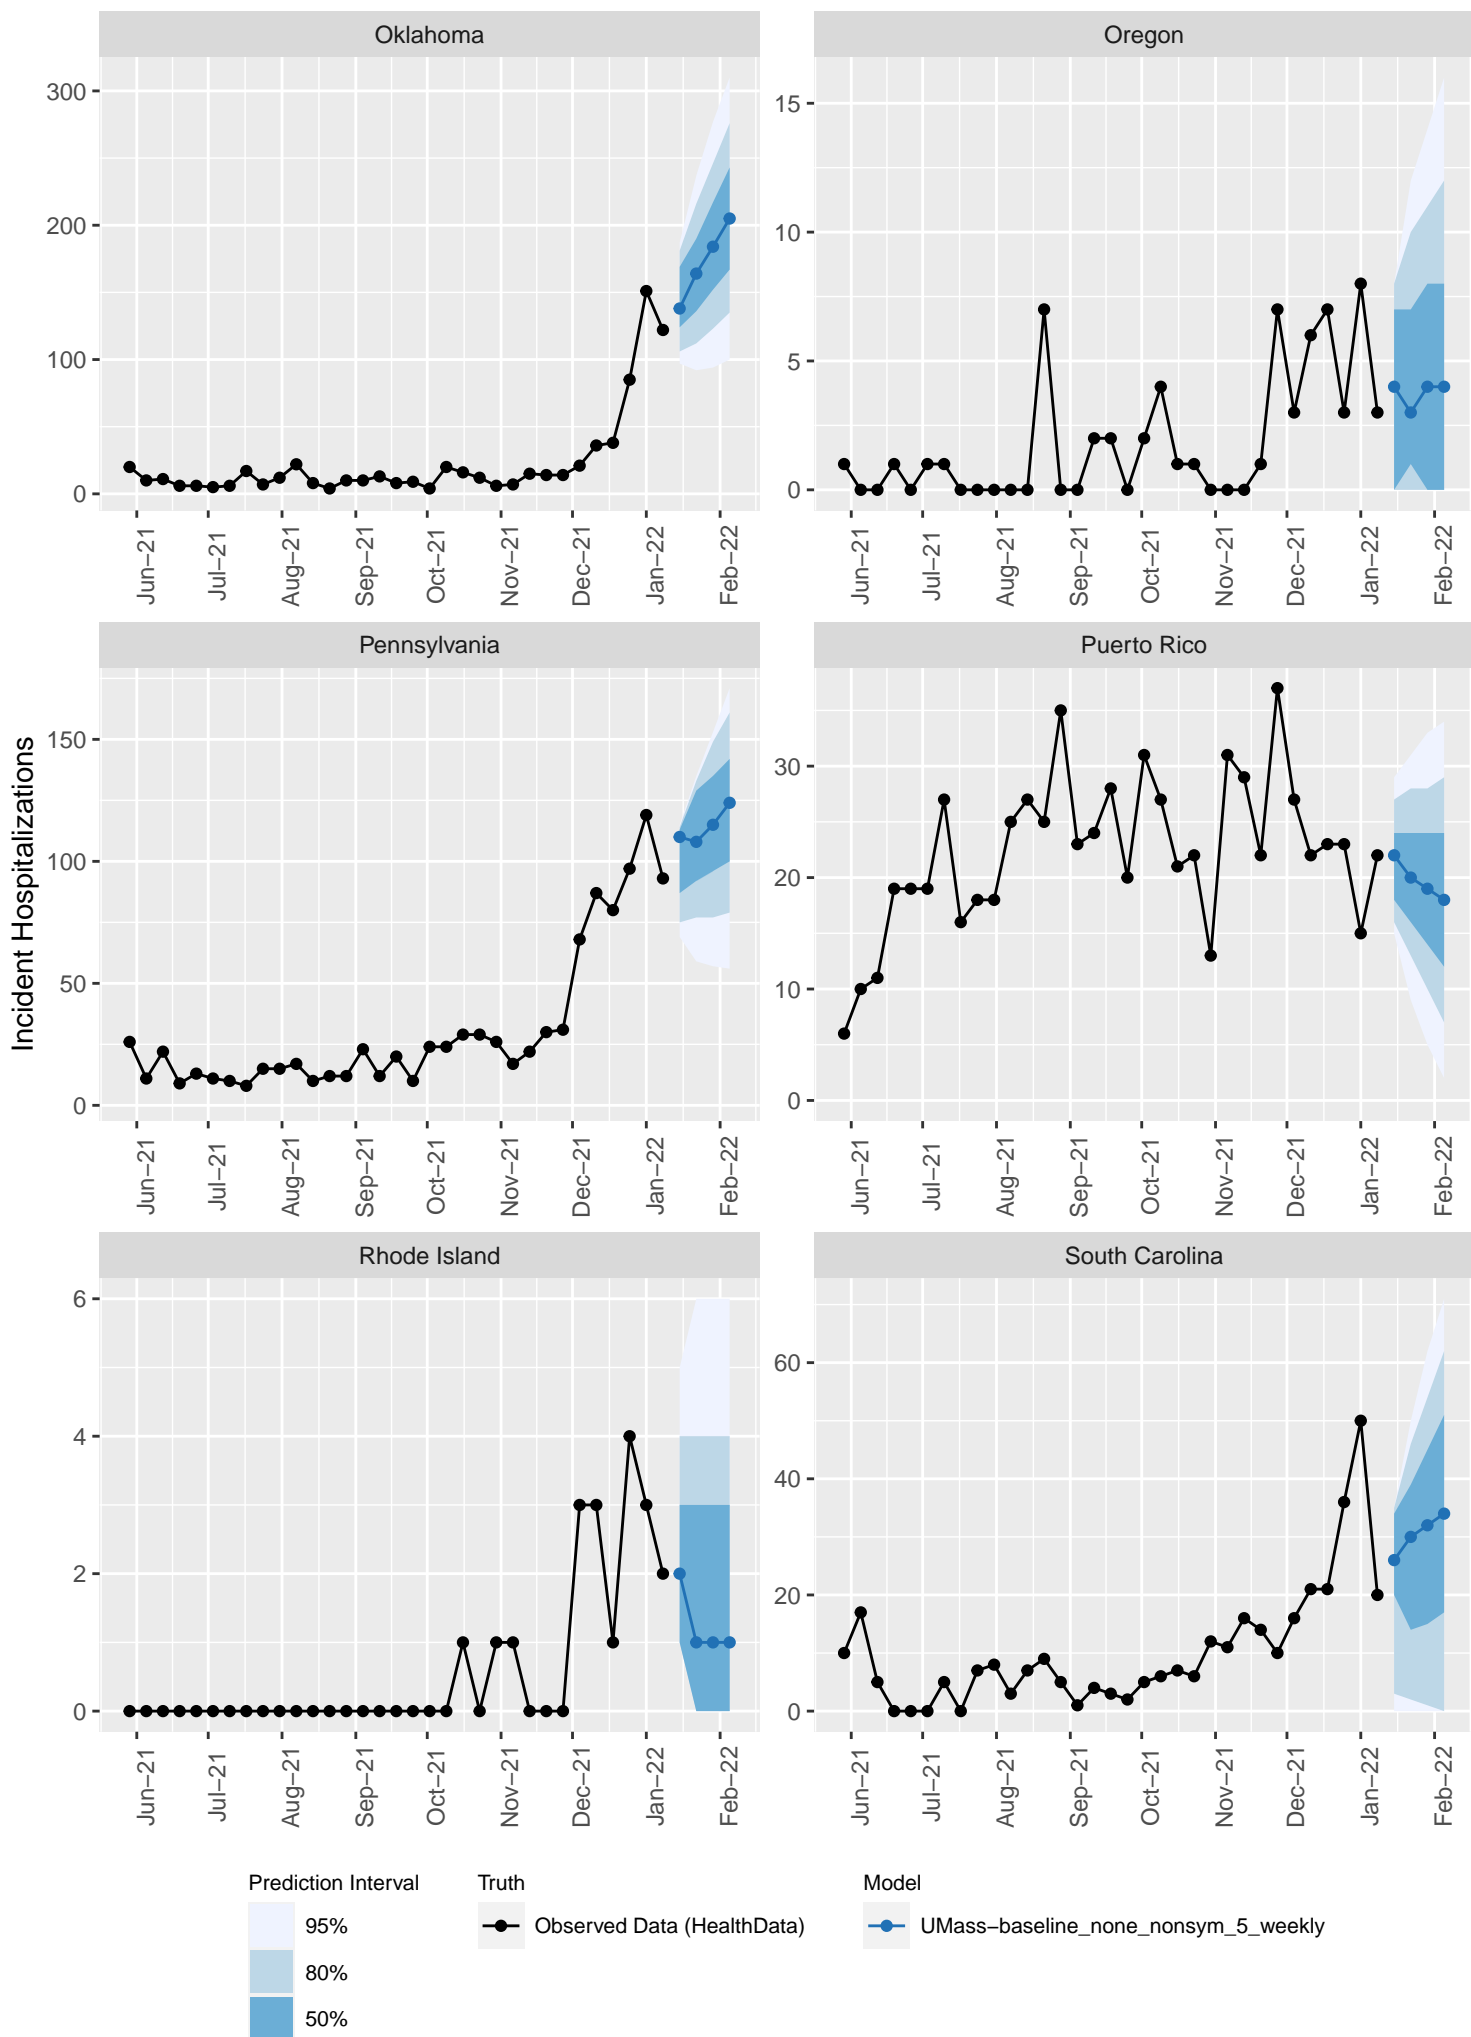 Oklahoma
Oregon
300
200
100
0
15
10
5
0
Jun−21
Jul−21
Aug−21
Sep−21
Oct−21
Nov−21
Dec−21
Jan−22
Feb−22
Jun−21
Jul−21
Aug−21
Sep−21
Oct−21
Nov−21
Dec−21
Jan−22
Feb−22
Incident Hospitalizations
Pennsylvania
Puerto Rico
150
100
50
0
30
20
10
0
Jun−21
Jul−21
Aug−21
Sep−21
Oct−21
Nov−21
Dec−21
Jan−22
Feb−22
Jun−21
Jul−21
Aug−21
Sep−21
Oct−21
Nov−21
Dec−21
Jan−22
Feb−22
Rhode Island
South Carolina
6
4
2
0
60
40
20
0
Jun−21
Jul−21
Aug−21
Sep−21
Oct−21
Nov−21
Dec−21
Jan−22
Feb−22
Jun−21
Jul−21
Aug−21
Sep−21
Oct−21
Nov−21
Dec−21
Jan−22
Feb−22
Prediction Interval
95%
80%
50%
Truth
Observed Data (HealthData)
Model
UMass−baseline_none_nonsym_5_weekly